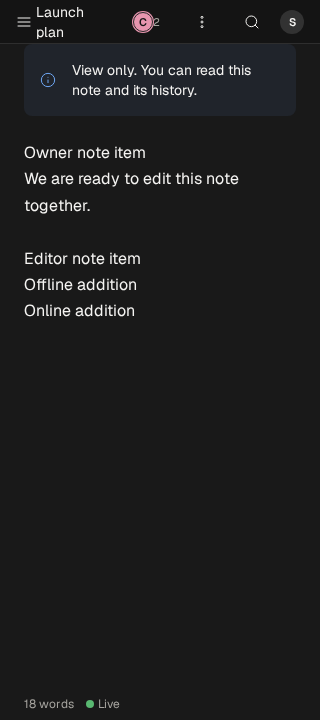 Launch
plan
C 2
S
View only. You can read this
note and its history.
Owner note item
We are ready to edit this note
together.
Editor note item
Offline addition
Online addition
18 words
Live